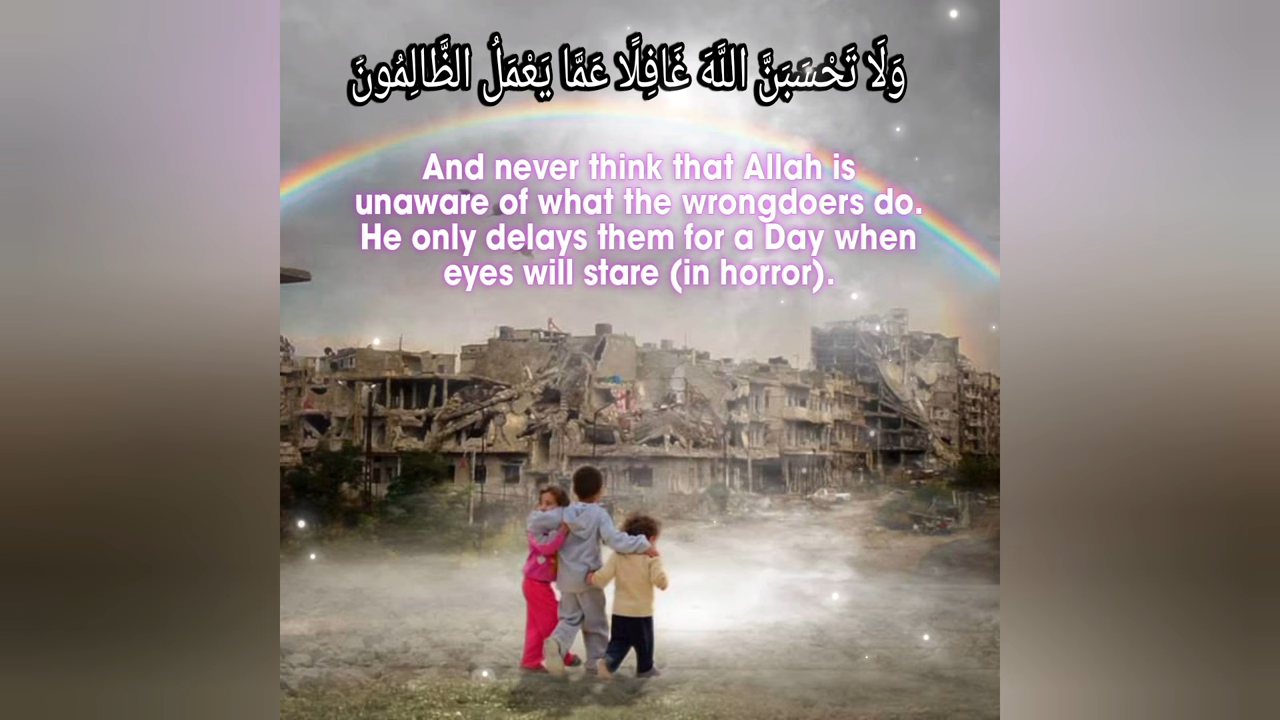 وَلَا تَحْسَبَنَّ اللَّهَ غَافِلًا عَمَّا يَعْمَلُ الظَّالِمُونَ
And never think that Allah is
unaware of what the wrongdoers do.
He only delays them for a Day when
eyes will stare (in horror).